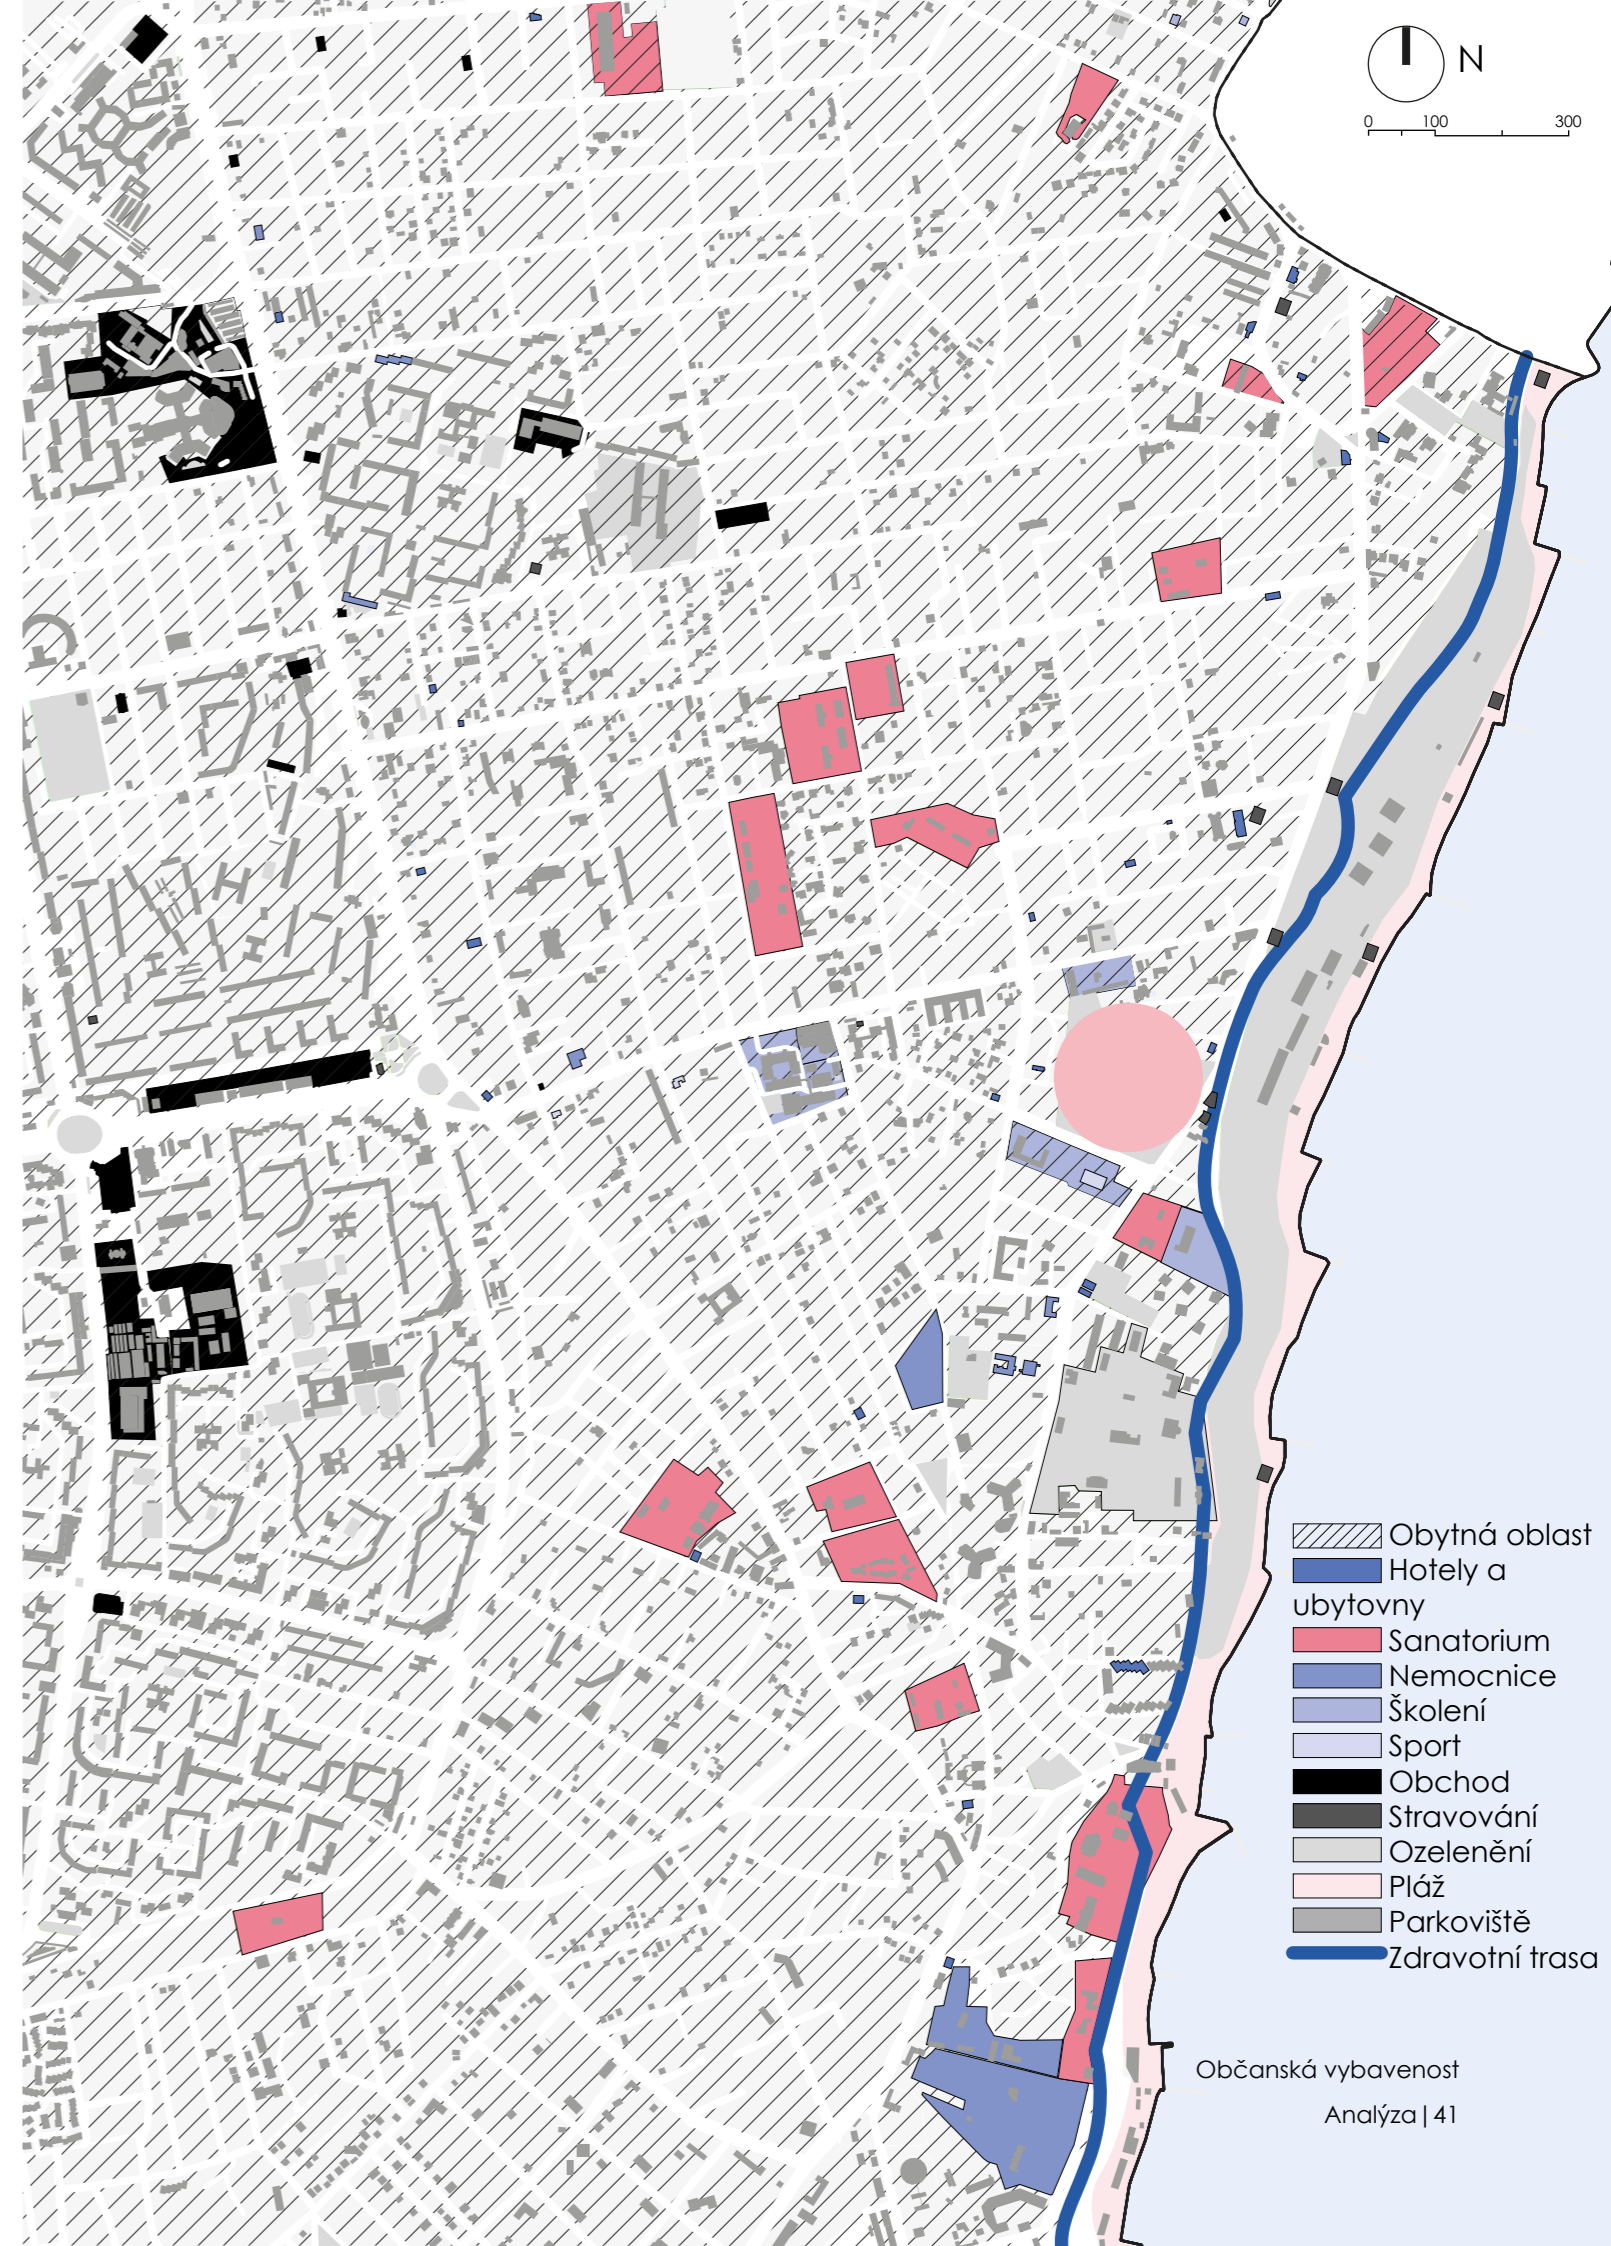 N
0 100 300
Obytná oblast
Hotely a
ubytovny
Sanatorium
Nemocnice
Školení
Sport
Obchod
Stravování
Ozelenění
Pláž
Parkoviště
Zdravotní trasa
Občanská vybavenost
Analýza|41